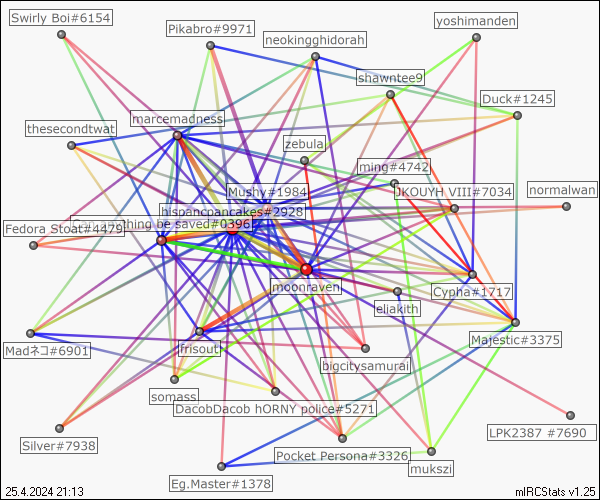 Swirly Boi#6154
Pikabro#9971
yoshimanden
neokingghidorah
shawntee9
Duck#1245
marcemadness
thesecondtwat
zebula
ming#4742
Mushy#1984
JKOUYH VIII#7034
normalwan
hispancpancakes#2928
can anything be saved#0396
Fedora Stoat#4479
moonraven
Cypha#1717
eliakith
Majestic#3375
Madネコ#6901
frisout
bigcitysamurai
somass
DacobDacob hORNY police#5271
LPK2387 #7690
Silver#7938
Pocket Persona#3326
mukszi
Eg.Master#1378
25.4.2024 21:13
mIRCStats v1.25